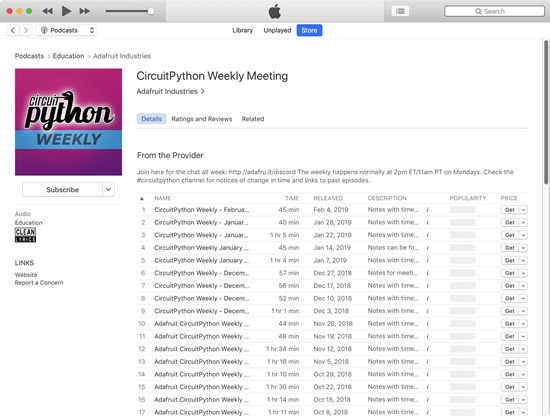 Search
Podcasts
Library Unplayed Store
Podcasts > Education > Adafruit Industries
circuit
python
WEEKLY
CircuitPython Weekly Meeting
Adafruit Industries >
Details Ratings and Reviews Related
Subscribe
Audio
Education
CLEAN
LYRICS
LINKS
Website
Report a Concern
From the Provider
Join here for the chat all week: http://adafru.it/discord The weekly happens normally at 2pm ET/11am PT on Mondays. Check the
#circuitpython channel for notices of change in time and links to past episodes.
NAME TIME RELEASED DESCRIPTION POPULARITY PRICE
1 CircuitPython Weekly - Februa... 45 min Feb 4, 2019 Notes with time... i Get
2 CircuitPython Weekly - Januar... 40 min Jan 28, 2019 Notes with time... i Get
3 CircuitPython Weekly - Januar... 1 hr 5 min Jan 22, 2019 Notes with time... i Get
4 CircuitPython Weekly January ... 45 min Jan 14, 2019 Notes can be fo... i Get
5 CircuitPython Weekly January ... 1 hr 4 min Jan 7, 2019 Notes with time... i Get
6 CircuitPython Weekly - Decem... 57 min Dec 27, 2018 Notes for meeti... i Get
7 CircuitPython Weekly - Decem... 56 min Dec 17, 2018 Notes with time... i Get
8 CircuitPython Weekly - Decem... 52 min Dec 10, 2018 Notes with time... i Get
9 CircuitPython Weekly - Decem... 1 hr 1 min Dec 3, 2018 Notes with time... i Get
10 Adafruit CircuitPython Weekly ... 44 min Nov 26, 2018 Notes with time... i Get
11 Adafruit CircuitPython Weekly ... 48 min Nov 19, 2018 Notes with time... i Get
12 Adafruit CircuitPython Weekly ... 1 hr 34 min Nov 12, 2018 Notes with time... i Get
13 Adafruit CircuitPython Weekly ... 1 hr 16 min Nov 5, 2018 Notes with time... i Get
14 Adafruit CircuitPython Weekly ... 1 hr 10 min Oct 29, 2018 Notes with time... i Get
15 Adafruit CircuitPython Weekly ... 1 hr 30 min Oct 22, 2018 Notes with time... i Get
16 Adafruit CircuitPython Weekly ... 1 hr 14 min Oct 15, 2018 Notes with time... i Get
17 Adafruit CircuitPython Weekly ... 1 hr 11 min Oct 8, 2018 Notes with time... i Get